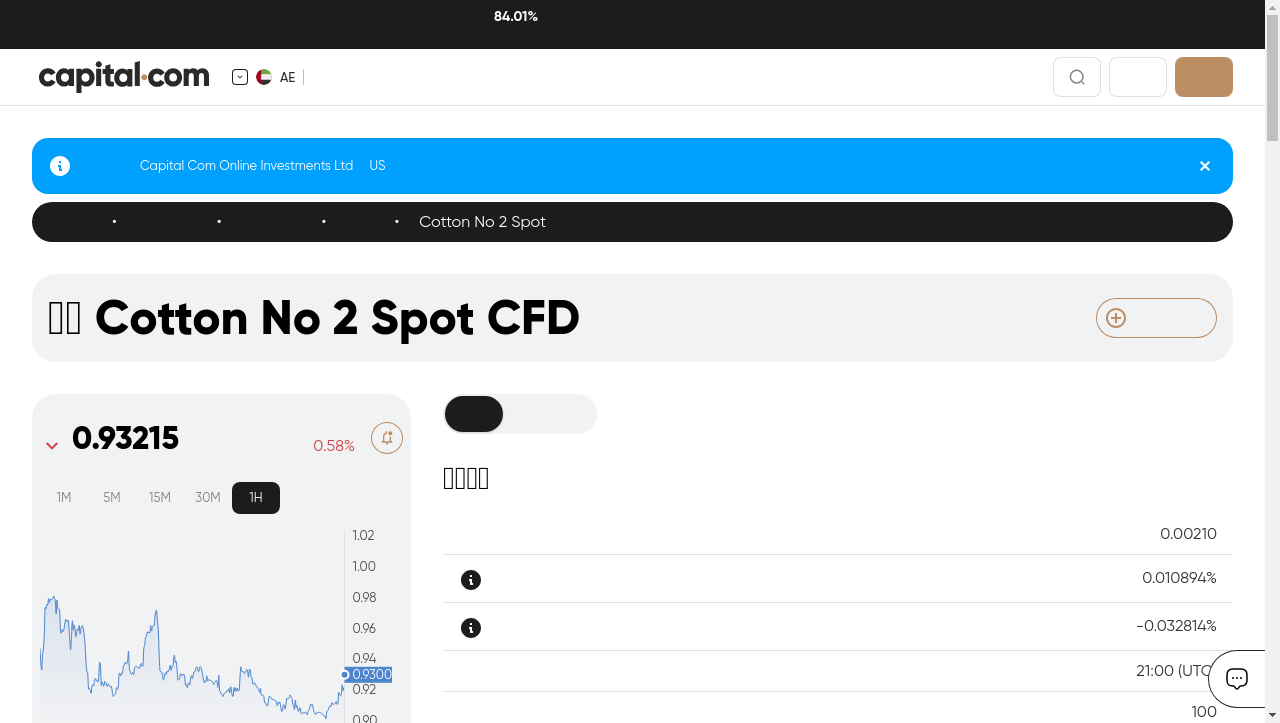 84.01%
capital.com
AE
Capital Com Online Investments Ltd US
Cotton No 2 Spot
Cotton No 2 Spot CFD
0.93215
0.58%
1M 5M 15M 30M 1H
1.02
1.00
0.98
0.96
0.94
0.9300
0.92
0.90
0.00210
0.010894%
-0.032814%
21:00 (UTC)
100